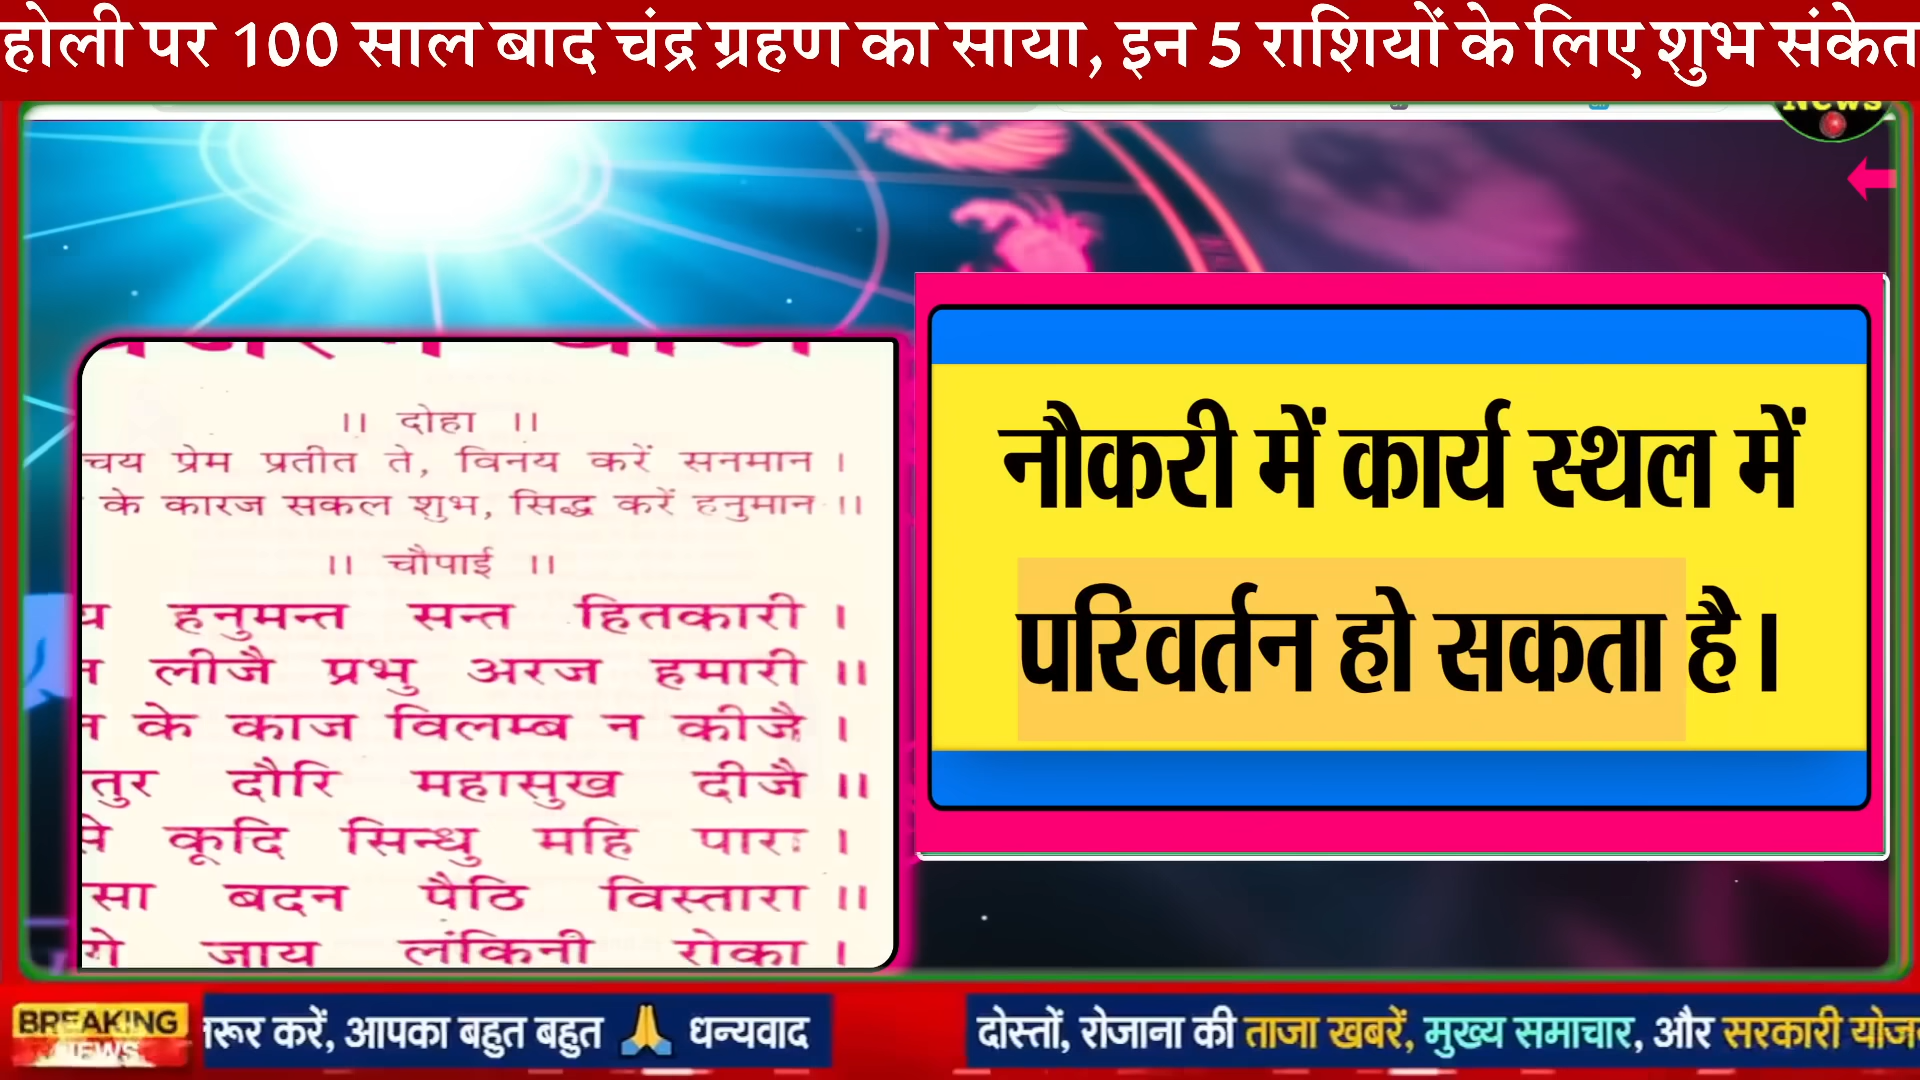 होली पर 100 साल बाद चंद्र ग्रहण का साया, इन 5 राशियों के लिए शुभ संकेत
News
।। दोहा ।।
प्रेम प्रतीत ते, विनय करें सनमान ।
के कारज सकल शुभ, सिद्ध करें हनुमान ।।
।। चौपाई ।।
हनुमन्त सन्त हितकारी ।
लीजै प्रभु अरज हमारी ।।
के काज विलम्ब न कीजै ।
दौरि महासुख दीजै ।।
कूदि सिन्धु महि पारा ।
बदन पैठि विस्तारा ।।
जाय लंकिनी रोका ।
नौकरी में कार्य स्थल में
परिवर्तन हो सकता है।
BREAKING
NEWS
करें, आपका बहुत बहुत 🙏 धन्यवाद
दोस्तों, रोजाना की ताजा खबरें, मुख्य समाचार, और सरकारी